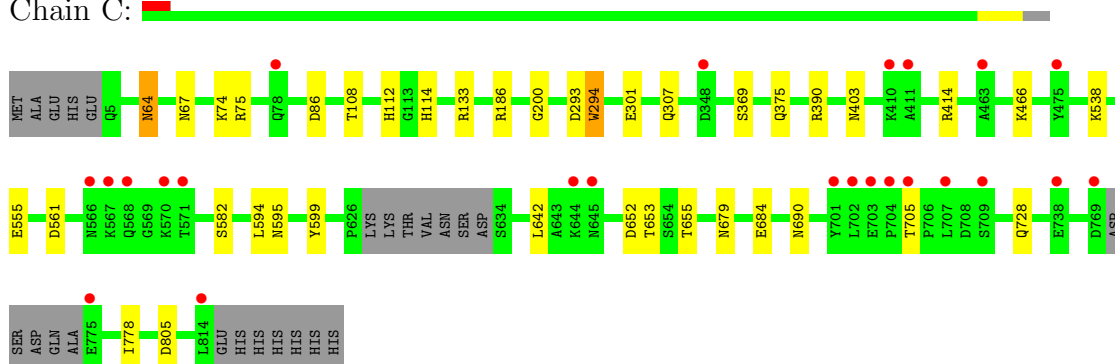 Chain C:
MET ALA GLU HIS GLU Q5 N64 N67 K74 R75 Q78 D86 T108 H112 G113 H114 R133 R186 G200 D293 W294 E301 Q307 D348 S369 Q375 R390 N403 K410 A411 R414 A463 K466 Y475 K538
E555 D561 N566 K567 Q568 G569 K570 T571 S582 L594 N595 Y599 P626 LYS LYS THR VAL ASN SER ASP S634 L642 A643 K644 N645 D652 T653 S654 T655 N679 E684 N690 Y701 L702 E703 P704 T705 P706 L707 D708 S709 Q728 E738 D769 ASP
SER ASP GLN ALA E775 I778 D805 L814 GLU HIS HIS HIS HIS HIS HIS